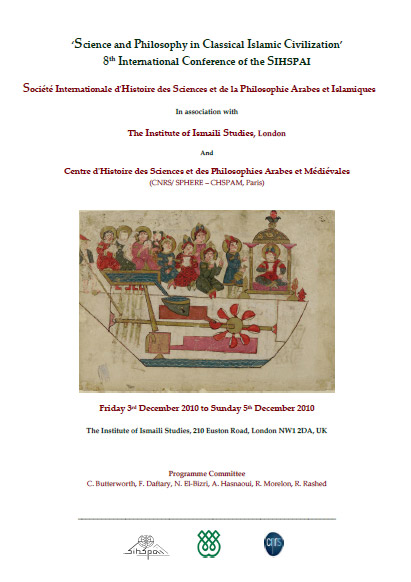 ‘Science and Philosophy in Classical Islamic Civilization’
8th International Conference of the SIHSPAI
Société Internationale d'Histoire des Sciences et de la Philosophie Arabes et Islamiques
In association with
The Institute of Ismaili Studies, London
And
Centre d'Histoire des Sciences et des Philosophies Arabes et Médiévales
(CNRS/ SPHERE – CHSPAM, Paris)
Friday 3rd December 2010 to Sunday 5th December 2010
The Institute of Ismaili Studies, 210 Euston Road, London NW1 2DA, UK
Programme Committee
C. Butterworth, F. Daftary, N. El-Bizri, A. Hasnaoui, R. Morelon, R. Rashed
sihspai
cnrs